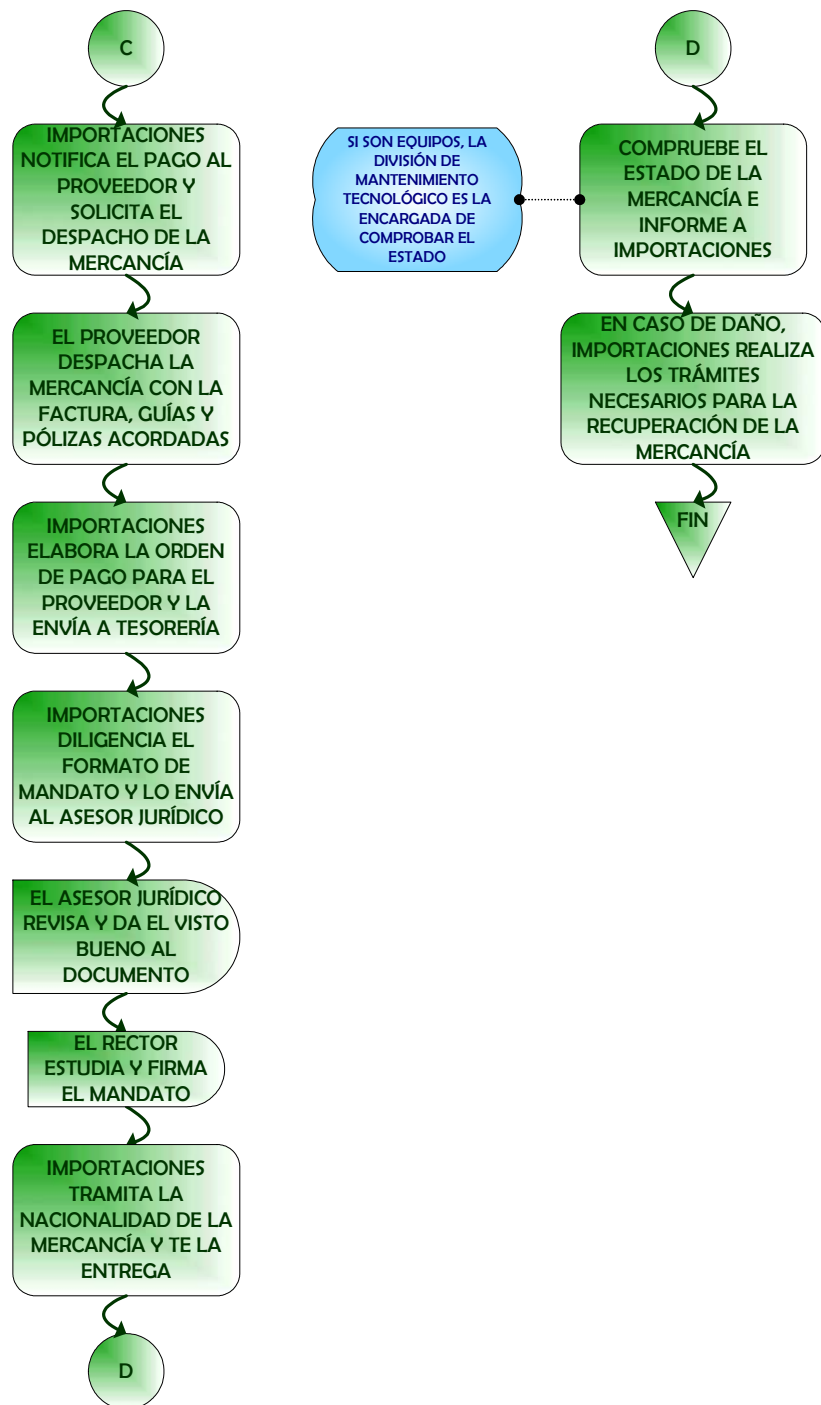 C
IMPORTACIONES
NOTIFICA EL PAGO AL
PROVEEDOR Y
SOLICITA EL
DESPACHO DE LA
MERCANCÍA
EL PROVEEDOR
DESPACHA LA
MERCANCÍA CON LA
FACTURA, GUÍAS Y
PÓLIZAS ACORDADAS
IMPORTACIONES
ELABORA LA ORDEN
DE PAGO PARA EL
PROVEEDOR Y LA
ENVÍA A TESORERÍA
IMPORTACIONES
DILIGENCIA EL
FORMATO DE
MANDATO Y LO ENVÍA
AL ASESOR JURÍDICO
EL ASESOR JURÍDICO
REVISA Y DA EL VISTO
BUENO AL
DOCUMENTO
EL RECTOR
ESTUDIA Y FIRMA
EL MANDATO
IMPORTACIONES
TRAMITA LA
NACIONALIDAD DE LA
MERCANCÍA Y TE LA
ENTREGA
D
D
SI SON EQUIPOS, LA
DIVISIÓN DE
MANTENIMIENTO
TECNOLÓGICO ES LA
ENCARGADA DE
COMPROBAR EL
ESTADO
COMPRUEBE EL
ESTADO DE LA
MERCANCÍA E
INFORME A
IMPORTACIONES
EN CASO DE DAÑO,
IMPORTACIONES REALIZA
LOS TRÁMITES
NECESARIOS PARA LA
RECUPERACIÓN DE LA
MERCANCÍA
FIN